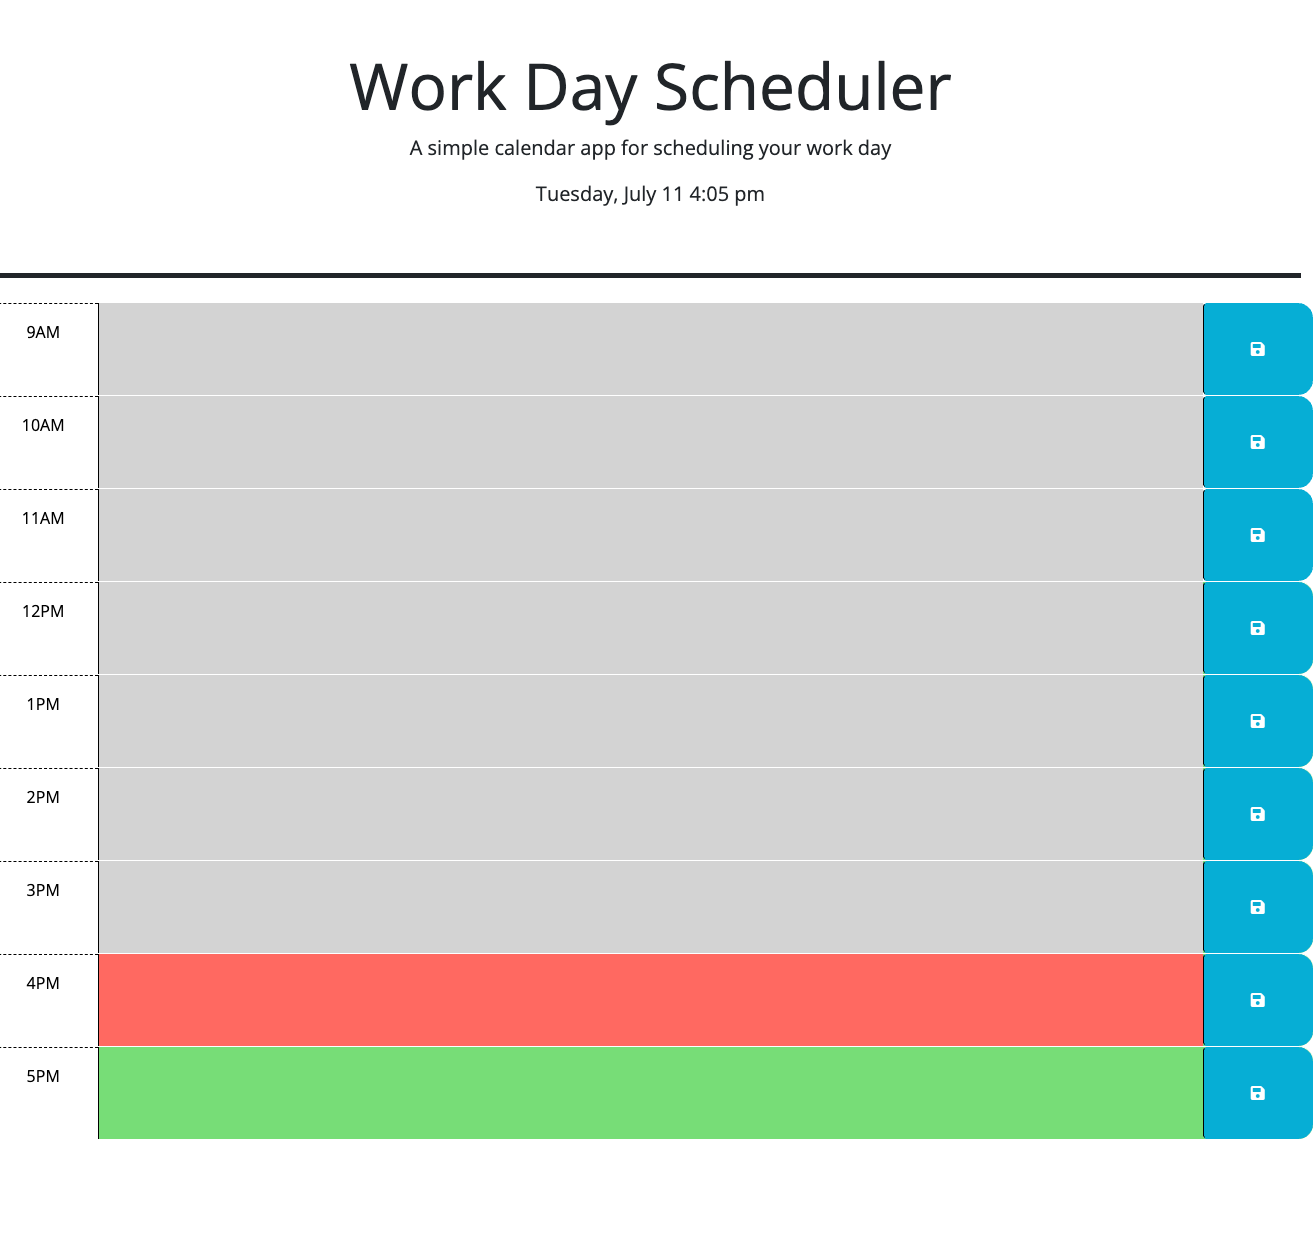 Work Day Scheduler
A simple calendar app for scheduling your work day
Tuesday, July 11 4:05 pm
9AM
10AM
11AM
12PM
1PM
2PM
3PM
4PM
5PM